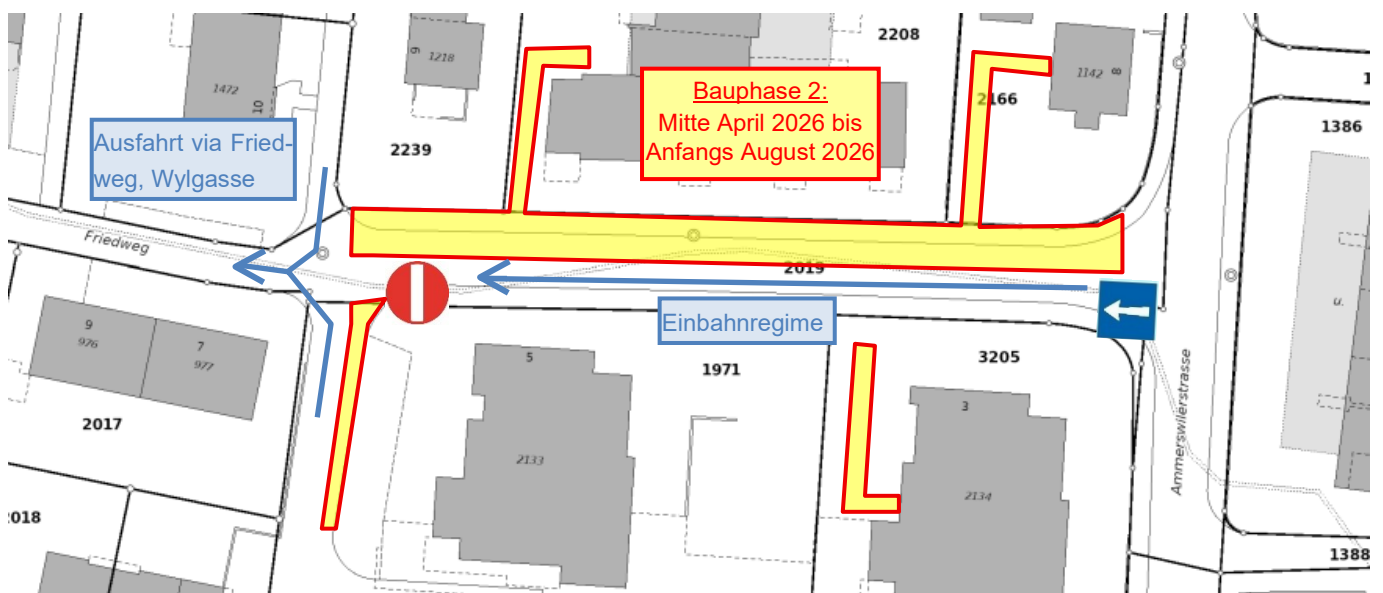 2208
9
1218
1142
8
1472
10
Bauphase 2:
Mitte April 2026 bis
Anfangs August 2026
2166
1386
Ausfahrt via Fried-
weg, Wylgasse
2239
Friedweg
2019
u.
Einbahnregime
9
976
7
977
5
1971
3205
3
Ammerswilerstrasse
2017
2133
2134
2018
1388